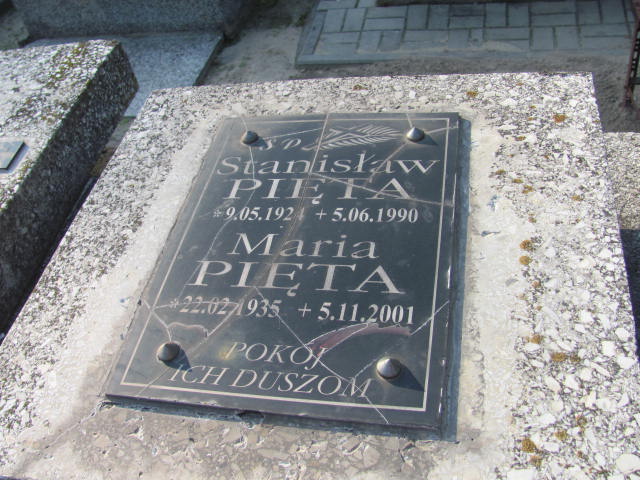 Ś P
Stanisław
PIĘTA
*9.05.1924 + 5.06.1990
Maria
PIĘTA
*22.02.1935 + 5.11.2001
POKÓJ
ICH DUSZOM